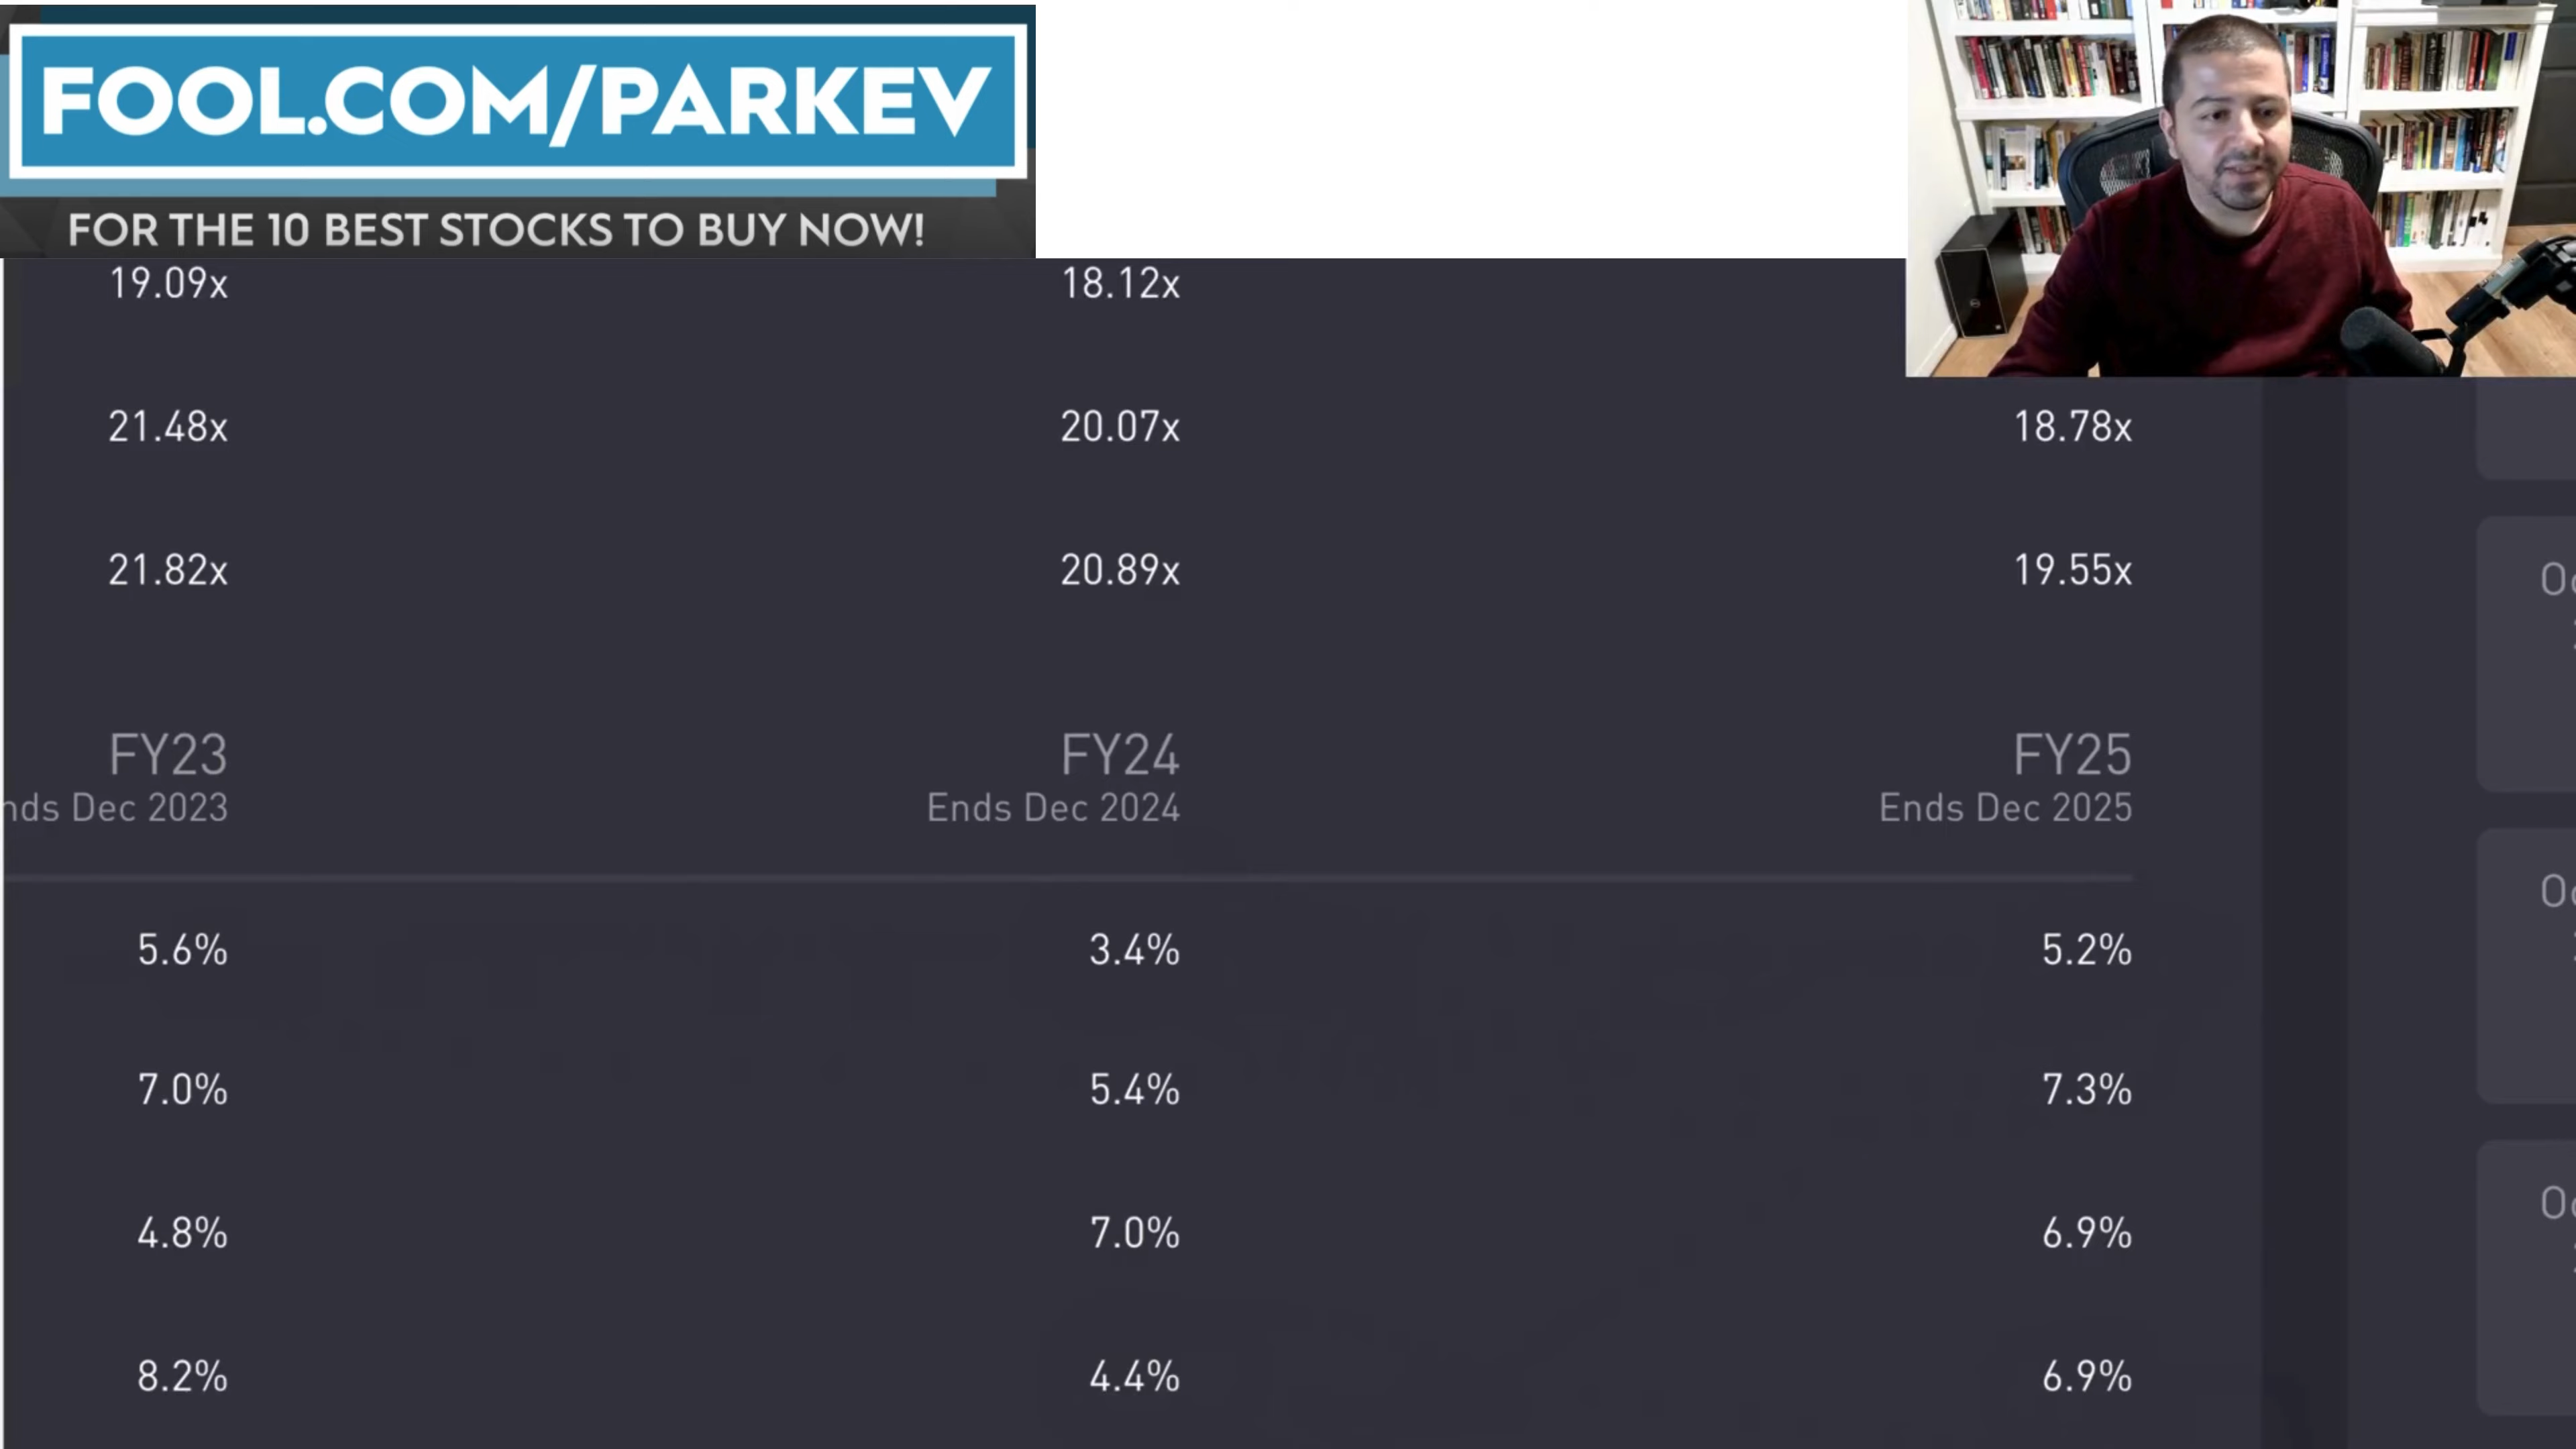 FOOL.COM/PARKEV
FOR THE 10 BEST STOCKS TO BUY NOW!
19.09x 18.12x
21.48x 20.07x 18.78x
21.82x 20.89x 19.55x
FY23 FY24 FY25
Dec 2023 Ends Dec 2024 Ends Dec 2025
5.6% 3.4% 5.2%
7.0% 5.4% 7.3%
4.8% 7.0% 6.9%
8.2% 4.4% 6.9%